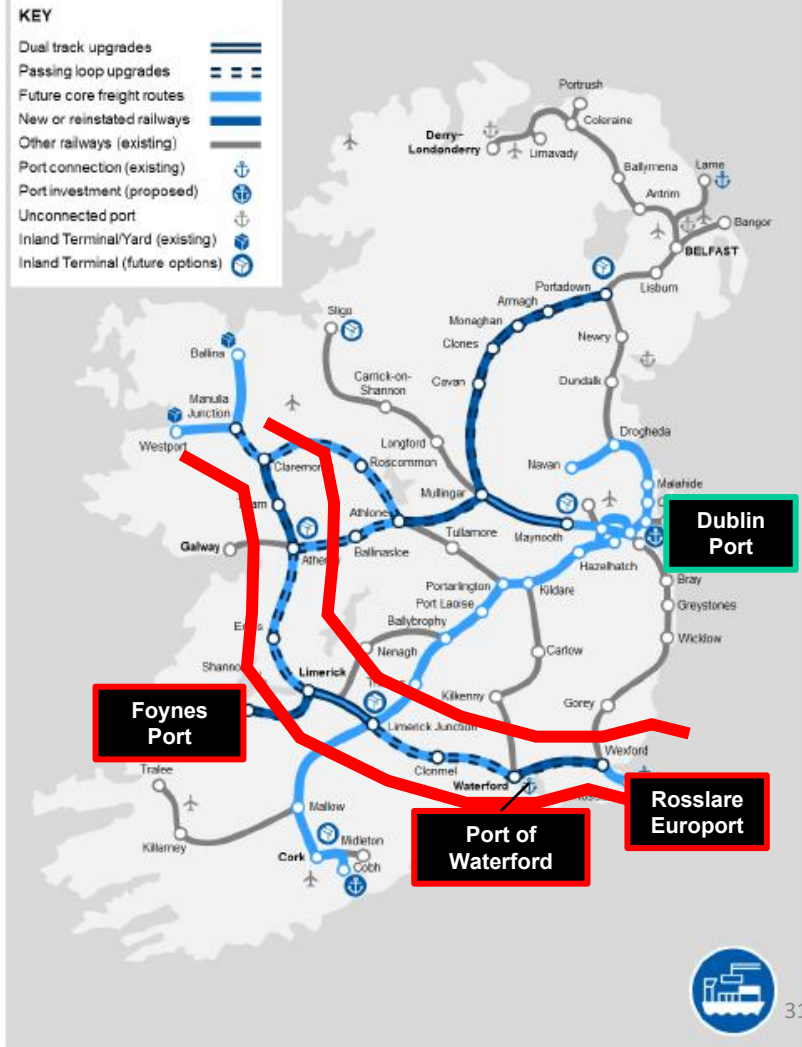 KEY
Dual track upgrades
Passing loop upgrades
Future core freight routes
New or reinstated railways
Other railways (existing)
Port connection (existing)
Port investment (proposed)
Unconnected port
Inland Terminal/Yard (existing)
Inland Terminal (future options)
Portrush
Coleraine
Derry–
Londonderry
Limavady
Ballymena
Larne
Antrim
Bangor
BELFAST
Lisburn
Portadown
Armagh
Monaghan
Clones
Newry
Sligo
Ballina
Cavan
Dundalk
Carrick-on-
Shannon
Manulla
Junction
Westport
Longford
Drogheda
Navan
Roscommon
Malahide
Mullingar
Athlone
Maynooth
Dublin
Port
Tullamore
Galway
Ballinasloe
Hazelhatch
Bray
Portarlington
Kildare
Greystones
Port Laoise
Ballybrophy
Wicklow
Nenagh
Carlow
Limerick
Kilkenny
Gorey
Foynes
Port
Limerick Junction
Wexford
Clonmel
Waterford
Tralee
Rosslare
Europort
Mallow
Port of
Waterford
Killarney
Midleton
Cork
Cobh